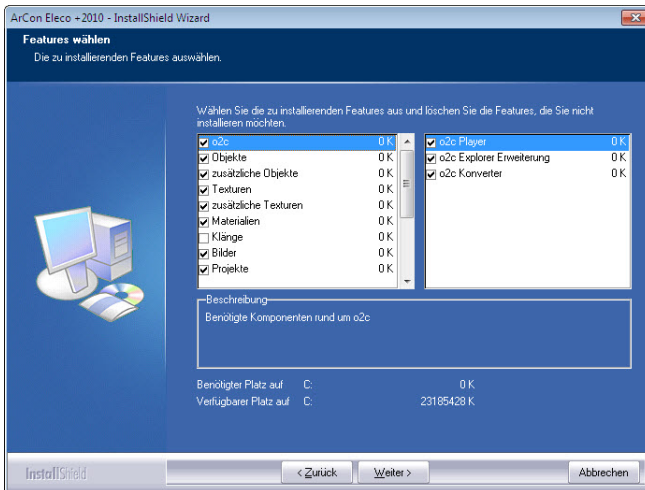 ArCon Eleco +2010 - InstallShield Wizard
Features wählen
Die zu installierenden Features auswählen.
Wählen Sie die zu installierenden Features aus und löschen Sie die Features, die Sie nicht
installieren möchten.
o2c 0 K
Objekte 0 K
zusätzliche Objekte 0 K
Texturen 0 K
zusätzliche Texturen 0 K
Materialien 0 K
Klänge 0 K
Bilder 0 K
Projekte 0 K
o2c Player 0 K
o2c Explorer Erweiterung 0 K
o2c Konverter 0 K
Beschreibung
Benötigte Komponenten rund um o2c
Benötigter Platz auf C: 0 K
Verfügbarer Platz auf C: 23185428 K
InstallShield
< Zurück
Weiter >
Abbrechen